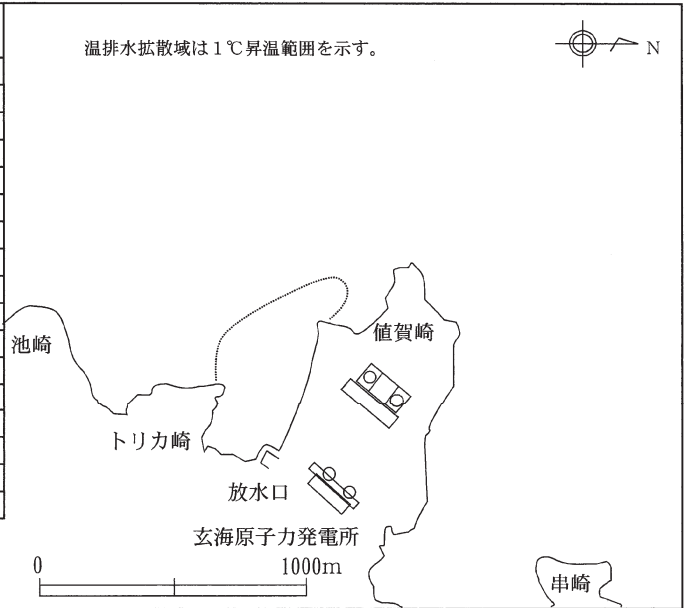 温排水拡散域は１℃昇温範囲を示す。
N
池崎
値賀崎
トリカ崎
放水口
玄海原子力発電所
0
1000m
串崎